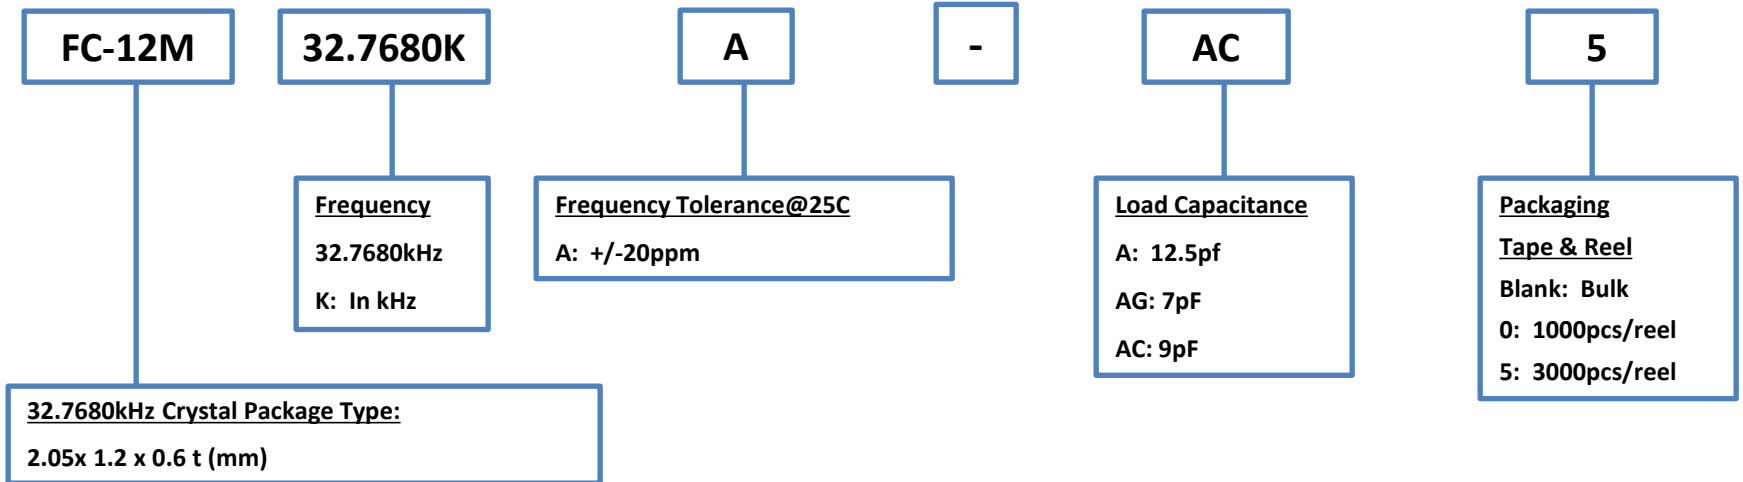 FC-12M
32.7680K
A
-
AC
5
Frequency
32.7680kHz
K: In kHz
Frequency Tolerance@25C
A: +/-20ppm
Load Capacitance
A: 12.5pf
AG: 7pF
AC: 9pF
Packaging
Tape & Reel
Blank: Bulk
0: 1000pcs/reel
5: 3000pcs/reel
32.7680kHz Crystal Package Type:
2.05x 1.2 x 0.6 t (mm)